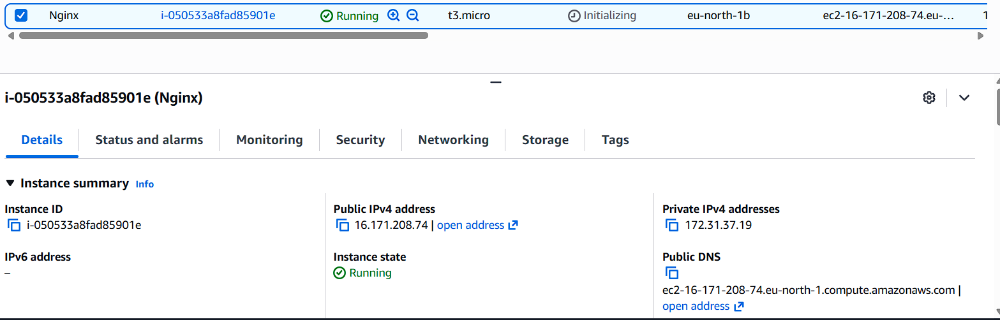 Nginx i-050533a8fad85901e Running t3.micro Initializing eu-north-1b ec2-16-171-208-74.eu-… 1
i-050533a8fad85901e (Nginx)
Details Status and alarms Monitoring Security Networking Storage Tags
Instance summary Info
Instance ID
i-050533a8fad85901e
Public IPv4 address
16.171.208.74 | open address
Private IPv4 addresses
172.31.37.19
IPv6 address
–
Instance state
Running
Public DNS
ec2-16-171-208-74.eu-north-1.compute.amazonaws.com |
open address